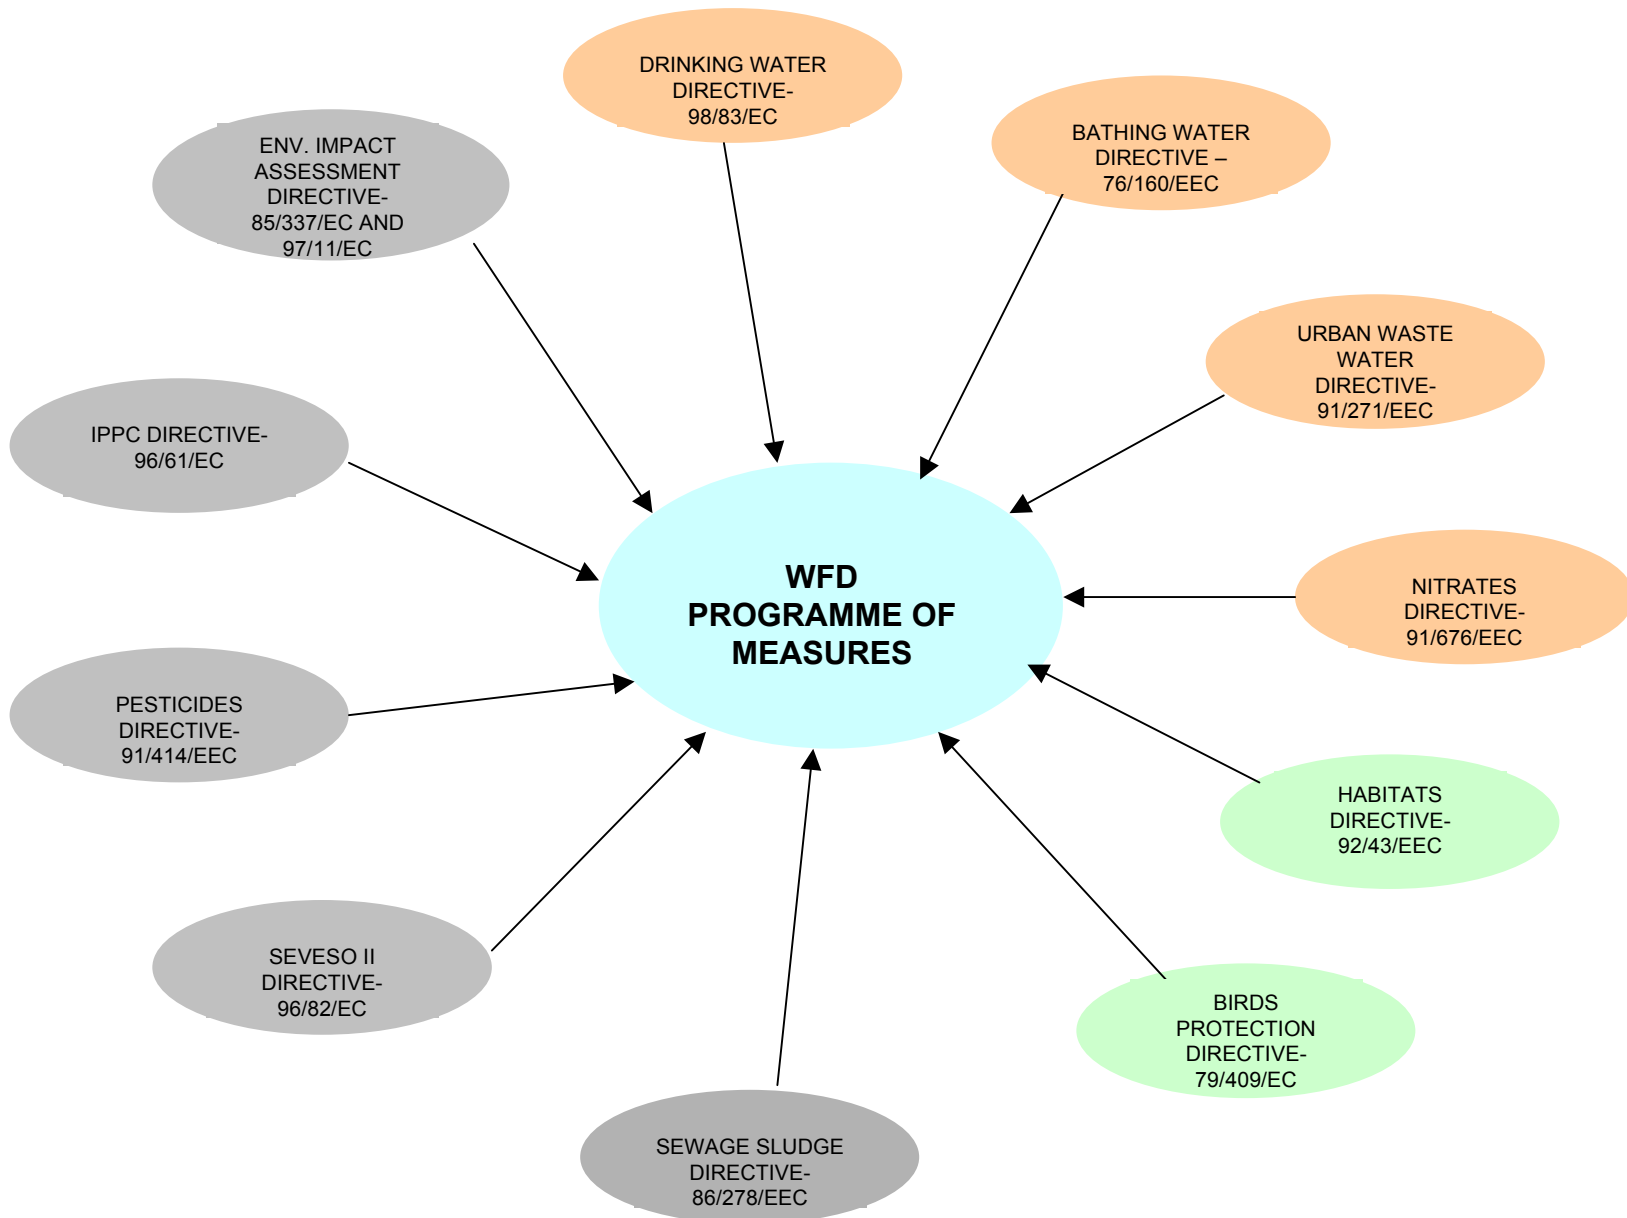 DRINKING WATER
DIRECTIVE-
98/83/EC
BATHING WATER
DIRECTIVE –
76/160/EEC
ENV. IMPACT
ASSESSMENT
DIRECTIVE-
85/337/EC AND
97/11/EC
URBAN WASTE
WATER
DIRECTIVE-
91/271/EEC
IPPC DIRECTIVE-
96/61/EC
WFD
PROGRAMME OF
MEASURES
NITRATES
DIRECTIVE-
91/676/EEC
PESTICIDES
DIRECTIVE-
91/414/EEC
HABITATS
DIRECTIVE-
92/43/EEC
SEVESO II
DIRECTIVE-
96/82/EC
BIRDS
PROTECTION
DIRECTIVE-
79/409/EC
SEWAGE SLUDGE
DIRECTIVE-
86/278/EEC